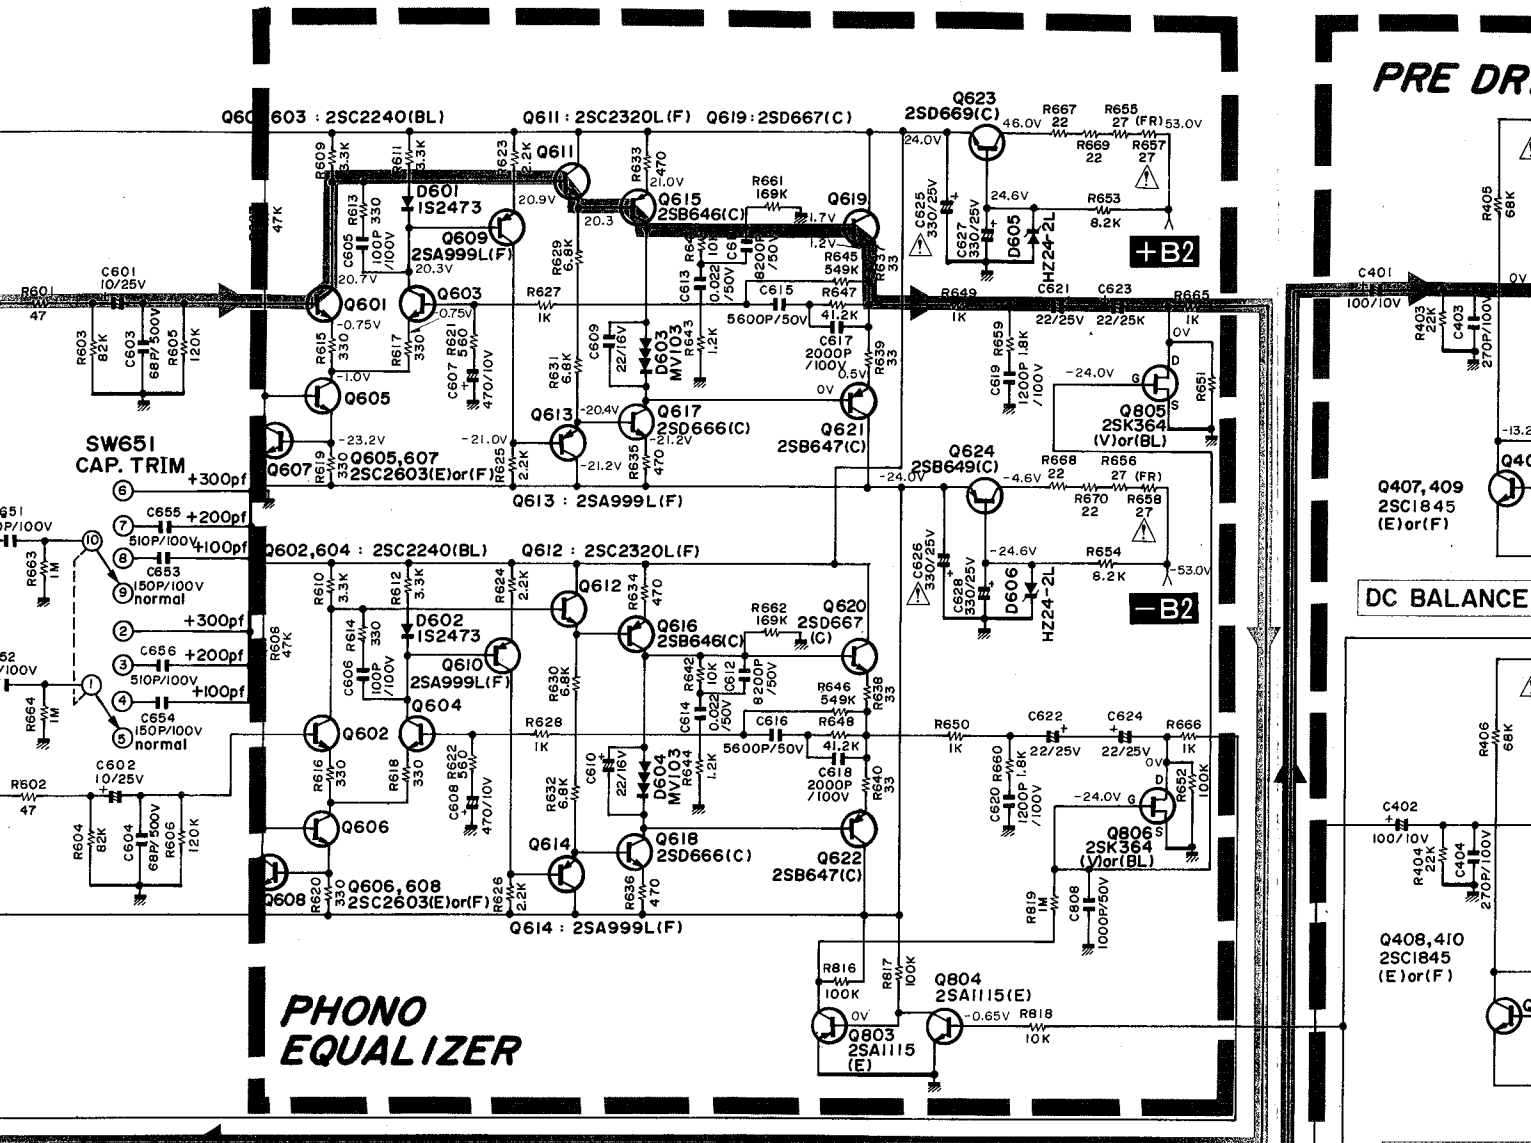 PHONO
EQUALIZER
PRE DR
DC BALANCE
Q603 : 2SC2240(BL)
Q611 : 2SC2320L(F)
Q619:2SD667(C)
Q623
2SD669(C)
R667
22
R655
27
(FR)
53.0V
46.0V
24.0V
R669
22
R657
27
R609
3.3K
R611
3.3K
R623
2.2K
Q611
R633
470
21.0V
D601
IS2473
20.9V
20.3
Q615
2SB646(C)
R661
169K
Q619
1.7V
1.2V
C625
330/25V
24.6V
C627
330/25V
D605
HZ24-2L
R653
8.2K
+B2
47K
R613
330
C605
100P
/100V
Q609
2SA999L(F)
20.3V
20.7V
R629
6.8K
8200P
/50V
C613
0.022
/50V
R645
549K
R637
33
C601
10/25V
R601
47
Q601
Q603
-0.75V
-0.75V
R627
1K
C615
5600P/50V
R647
41.2K
C617
2000P
/100V
R649
1K
C621
22/25V
C623
22/25K
R665
1K
0V
R603
82K
C603
68P/500V
R605
120K
R615
330
R617
330
R621
560
C607
470/10V
-1.0V
C609
22/16V
D603
MV103
R643
1.2K
R639
33
0.5V
0V
R659
1.8K
C619
1200P
/100V
-24.0V
G
D
S
R651
Q805
2SK364
(V)or(BL)
Q605
Q607
-23.2V
R619
330
Q605,607
2SC2603(E)or(F)
R631
6.8K
Q613
-20.4V
-21.0V
-21.2V
R625
2.2K
Q617
2SD666(C)
-21.2V
R635
470
Q621
2SB647(C)
Q613 : 2SA999L(F)
SW651
CAP. TRIM
6
+300pf
7
C655
510P/100V
+200pf
8
+100pf
C653
150P/100V
9
normal
10
R663
1M
2
+300pf
3
C656
510P/100V
+200pf
4
+100pf
C654
150P/100V
5
normal
1
R664
1M
Q624
2SB649(C)
-24.0V
-4.6V
R668
22
R656
27
(FR)
R670
22
R658
27
C626
330/25V
-24.6V
C628
330/25V
D606
HZ24-2L
R654
8.2K
-53.0V
-B2
Q602,604 : 2SC2240(BL)
Q612 : 2SC2320L(F)
R610
3.3K
R612
3.3K
R624
2.2K
Q612
R634
470
R608
47K
R614
330
C606
100P
/100V
D602
IS2473
Q610
2SA999L(F)
Q616
2SB646(C)
R662
169K
Q620
2SD667
(C)
R630
6.8K
R642
10K
C612
8200P
/50V
C614
0.022
/50V
R646
549K
R638
33
Q602
Q604
R628
1K
C616
5600P/50V
R648
41.2K
C618
2000P
/100V
R650
1K
C622
22/25V
C624
22/25V
R666
1K
0V
C602
10/25V
R602
47
R604
82K
C604
68P/500V
R606
120K
R616
330
R618
330
R622
560
C608
470/10V
R632
6.8K
C610
22/16V
D604
MV103
R644
1.2K
R640
33
R660
1.8K
C620
1200P
/100V
-24.0V
G
D
S
R652
100K
Q806
2SK364
(V)or(BL)
Q606
Q608
R620
330
Q606,608
2SC2603(E)or(F)
R626
2.2K
Q614
Q618
2SD666(C)
R636
470
Q622
2SB647(C)
Q614 : 2SA999L(F)
R819
1M
C808
1000P/50V
R816
100K
R817
100K
Q804
2SA1115(E)
0V
-0.65V
R818
10K
Q803
2SA1115
(E)
C401
100/10V
R403
22K
C403
270P/100V
R405
68K
0V
-13.2
Q407,409
2SC1845
(E)or(F)
C402
100/10V
R404
22K
C404
270P/100V
R406
68K
Q408,410
2SC1845
(E)or(F)